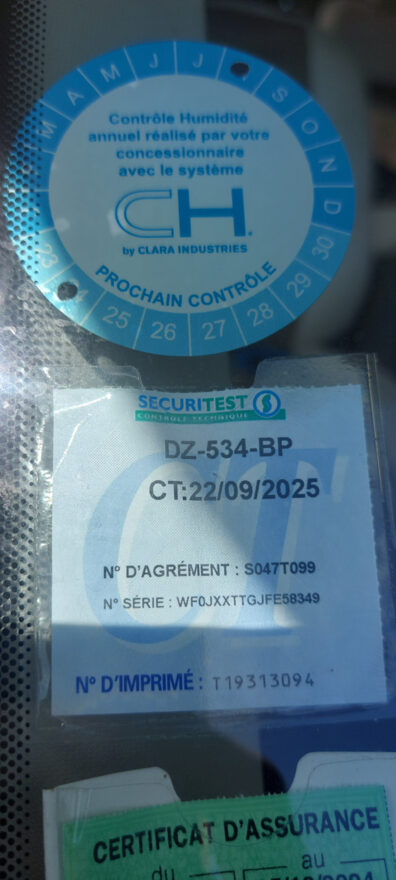 M A M J J S O N D
Contrôle Humidité
annuel réalisé par votre
concessionnaire
avec le système
CH
by CLARA INDUSTRIES
PROCHAIN CONTRÔLE
23 25 26 27 28 29 30
SECURITEST
CONTROLE TECHNIQUE
DZ-534-BP
CT:22/09/2025
N° D'AGRÉMENT : S047T099
N° SÉRIE : WF0JXXTTGJFE58349
CT
N° D'IMPRIMÉ : T19313094
CERTIFICAT D'ASSURANCE
du au